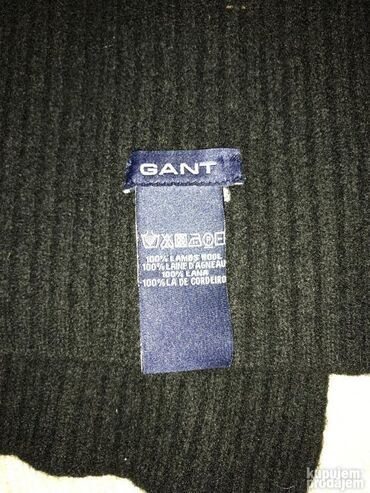 GANT
100% LAMBS WOOL
100% LAINE D'AGNEAU
100% LANA
100% LA DE CORDEIRO
kupujem
prodajem